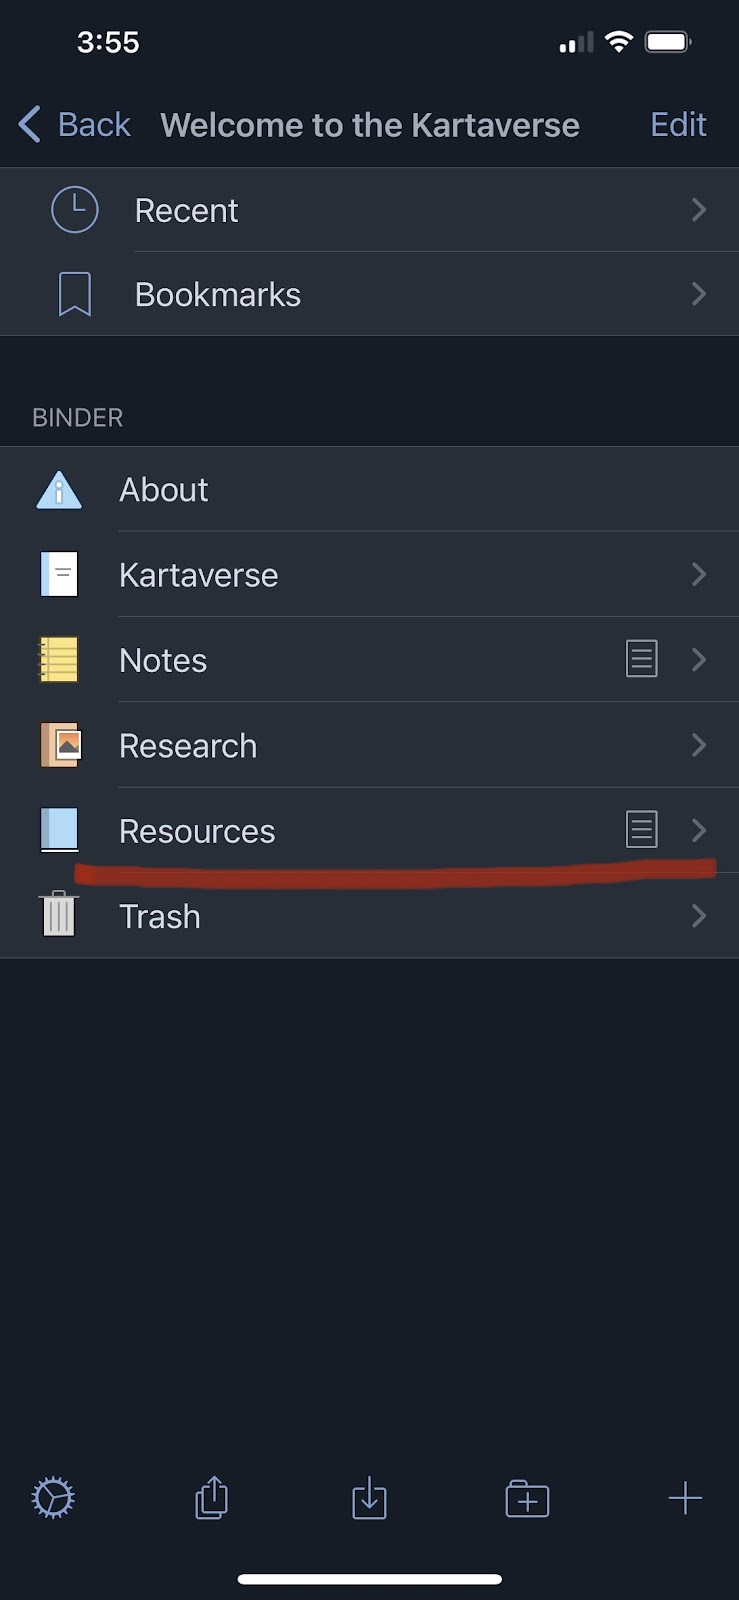 3:55
Back Welcome to the Kartaverse Edit
Recent
Bookmarks
BINDER
About
Kartaverse
Notes
Research
Resources
Trash